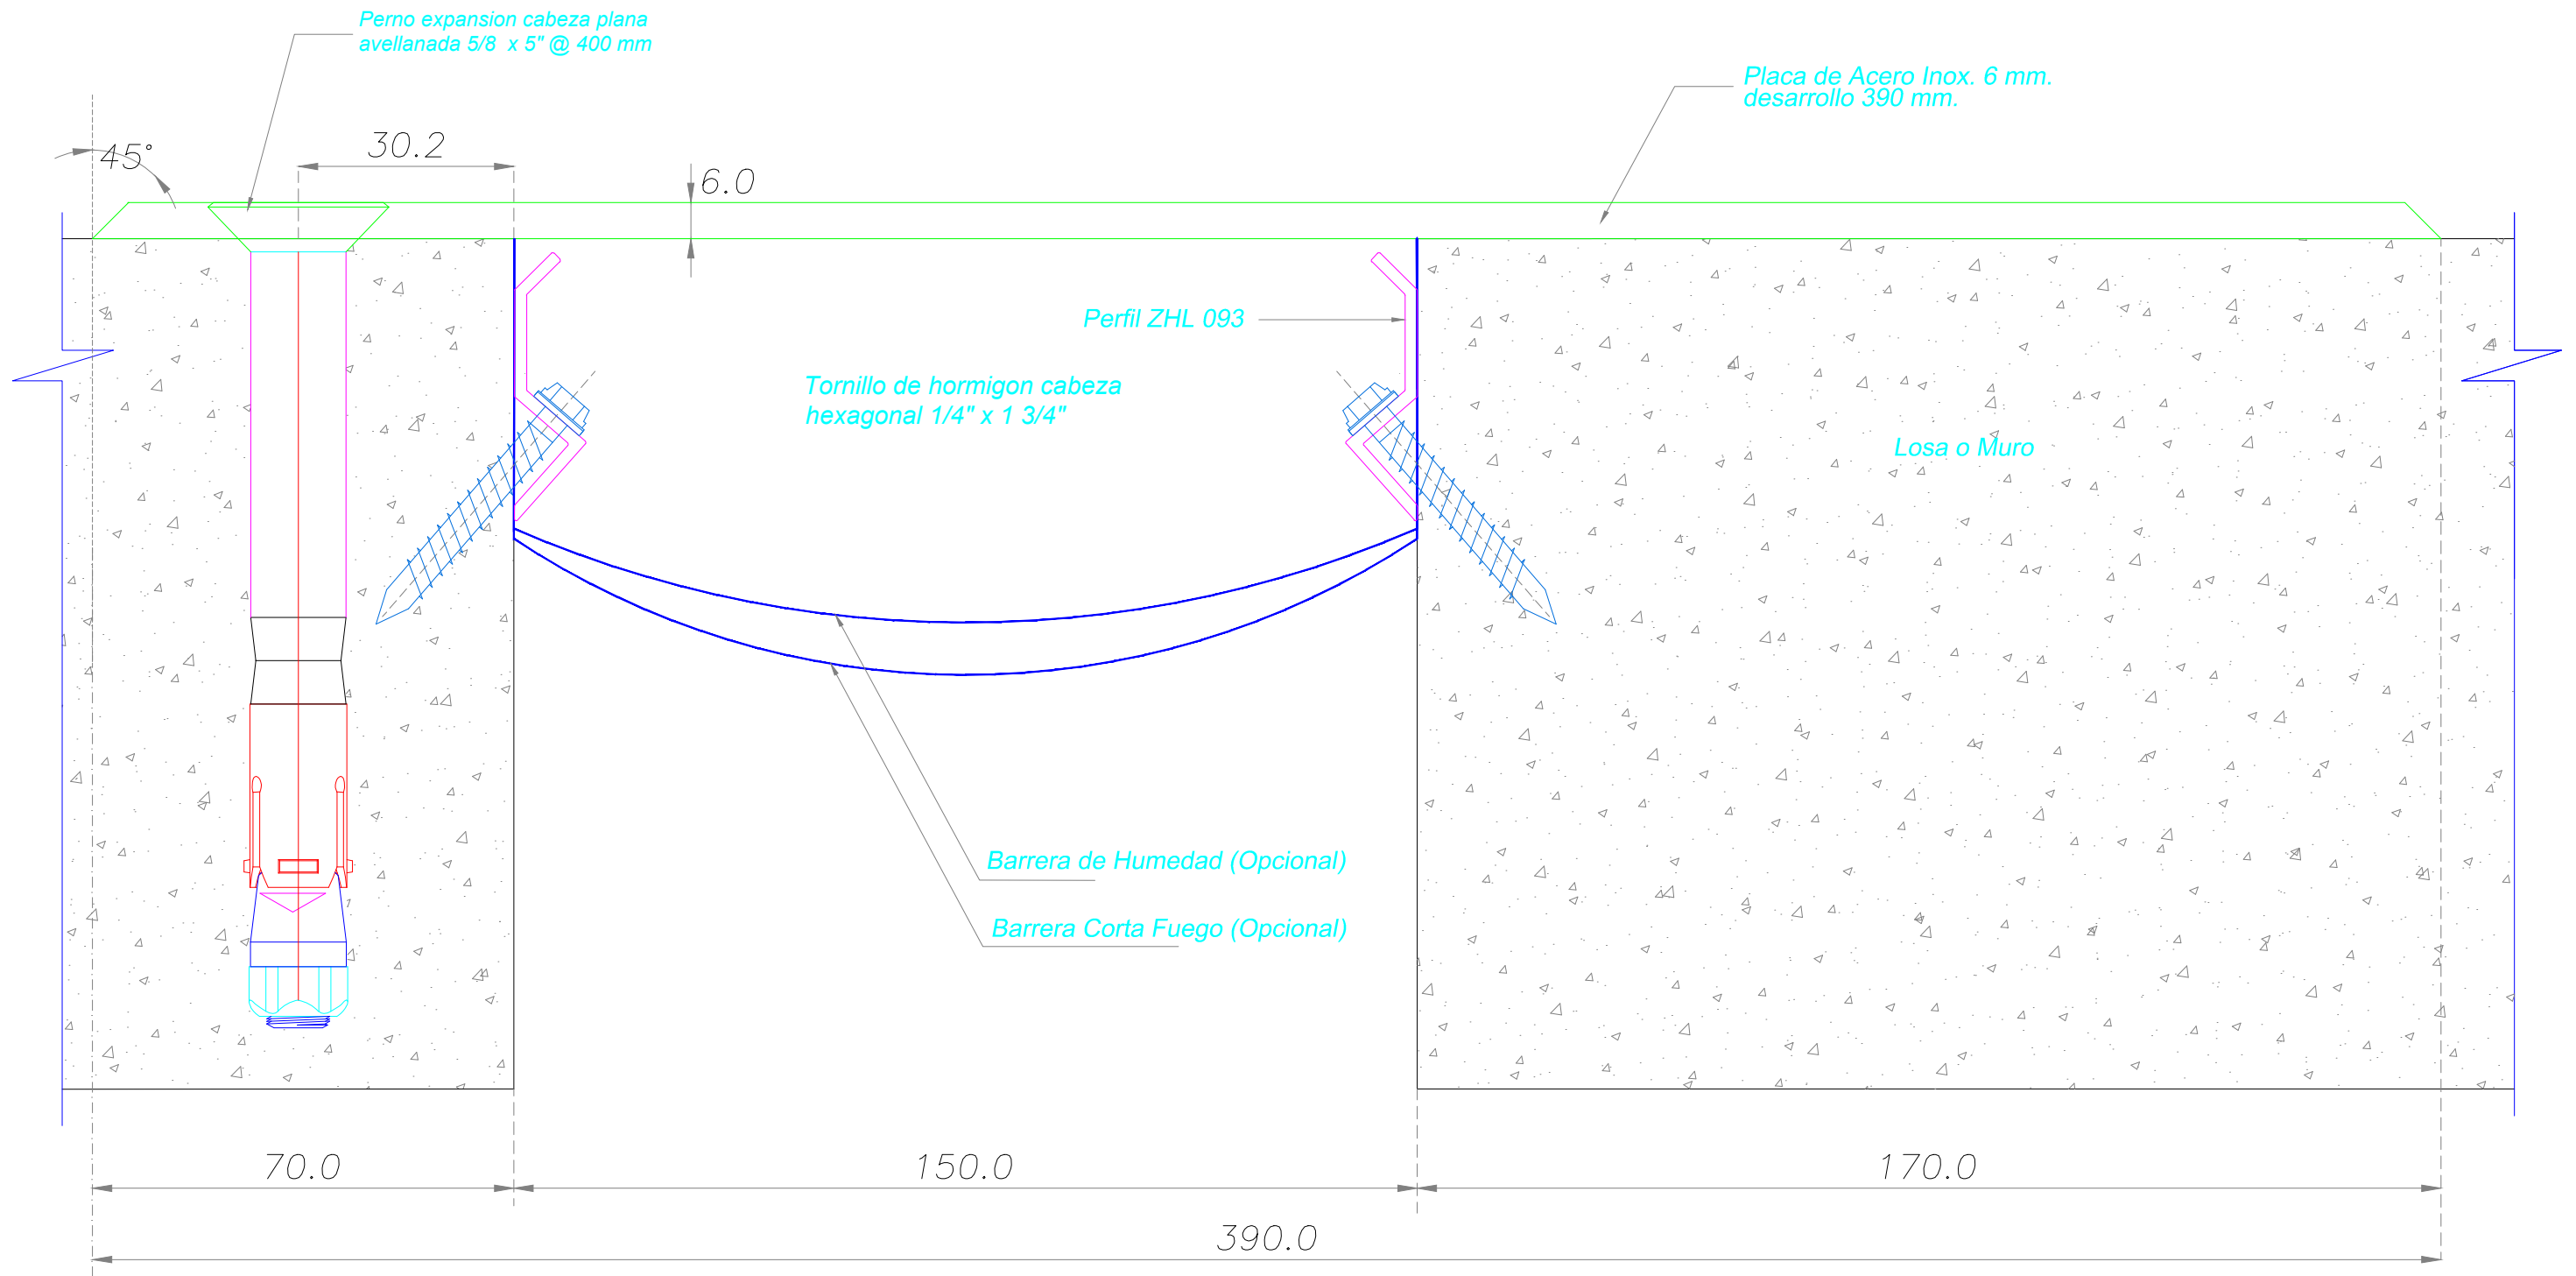 Perno expansion cabeza plana
avellanada 5/8 x 5" @ 400 mm
Placa de Acero Inox. 6 mm.
desarrollo 390 mm.
45°
30.2
6.0
Perfil ZHL 093
Tornillo de hormigon cabeza
hexagonal 1/4" x 1 3/4"
Losa o Muro
Barrera de Humedad (Opcional)
1
Barrera Corta Fuego (Opcional)
70.0
150.0
170.0
390.0